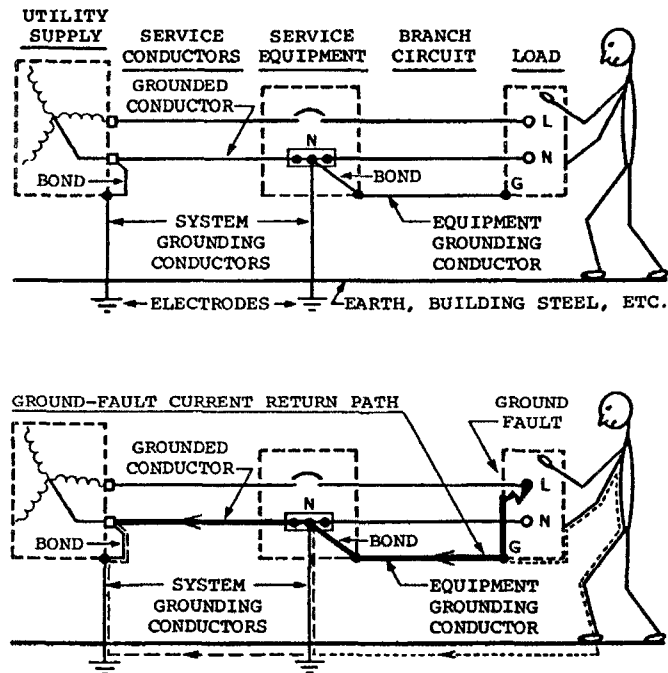 UTILITY SUPPLY
SERVICE CONDUCTORS
SERVICE EQUIPMENT
BRANCH CIRCUIT
LOAD
GROUNDED CONDUCTOR
N
L
N
BOND
BOND
G
SYSTEM GROUNDING CONDUCTORS
EQUIPMENT GROUNDING CONDUCTOR
ELECTRODES
EARTH, BUILDING STEEL, ETC.
GROUND-FAULT CURRENT RETURN PATH
GROUND FAULT
GROUNDED CONDUCTOR
N
L
N
BOND
BOND
G
SYSTEM GROUNDING CONDUCTORS
EQUIPMENT GROUNDING CONDUCTOR